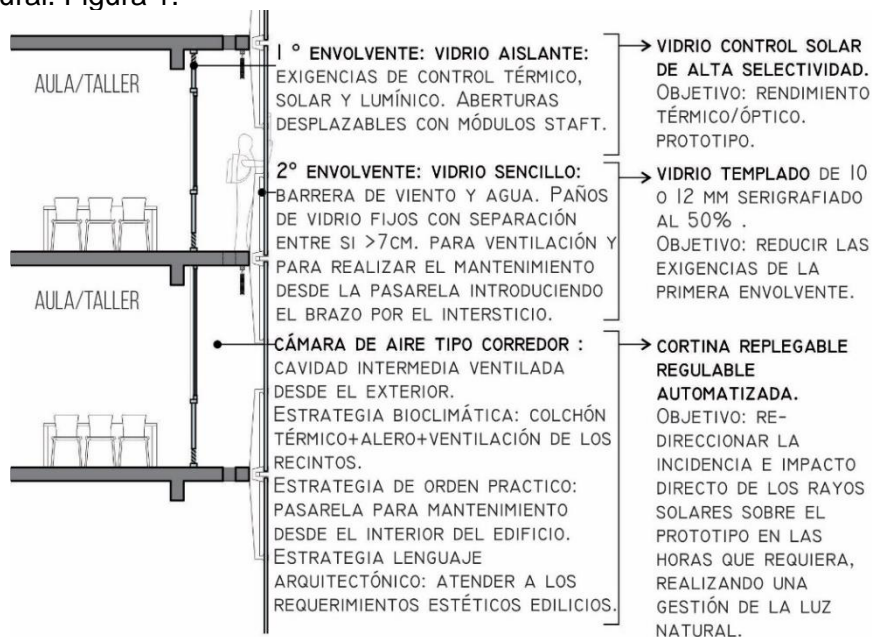 dral. Figura 1.
AULA/TALLER
AULA/TALLER
1 º ENVOLVENTE: VIDRIO AISLANTE:
EXIGENCIAS DE CONTROL TÉRMICO,
SOLAR Y LUMÍNICO. ABERTURAS
DESPLAZABLES CON MÓDULOS STAFT.
2º ENVOLVENTE: VIDRIO SENCILLO:
BARRERA DE VIENTO Y AGUA. PAÑOS
DE VIDRIO FIJOS CON SEPARACIÓN
ENTRE SI >7CM. PARA VENTILACIÓN Y
PARA REALIZAR EL MANTENIMIENTO
DESDE LA PASARELA INTRODUCIENDO
EL BRAZO POR EL INTERSTICIO.
CÁMARA DE AIRE TIPO CORREDOR :
CAVIDAD INTERMEDIA VENTILADA
DESDE EL EXTERIOR.
ESTRATEGIA BIOCLIMÁTICA: COLCHÓN
TÉRMICO+ALERO+VENTILACIÓN DE LOS
RECINTOS.
ESTRATEGIA DE ORDEN PRACTICO:
PASARELA PARA MANTENIMIENTO
DESDE EL INTERIOR DEL EDIFICIO.
ESTRATEGIA LENGUAJE
ARQUITECTÓNICO: ATENDER A LOS
REQUERIMIENTOS ESTÉTICOS EDILICIOS.
VIDRIO CONTROL SOLAR
DE ALTA SELECTIVIDAD.
OBJETIVO: RENDIMIENTO
TÉRMICO/ÓPTICO.
PROTOTIPO.
VIDRIO TEMPLADO DE 10
O 12 MM SERIGRAFIADO
AL 50% .
OBJETIVO: REDUCIR LAS
EXIGENCIAS DE LA
PRIMERA ENVOLVENTE.
CORTINA REPLEGABLE
REGULABLE
AUTOMATIZADA.
OBJETIVO: RE-
DIRECCIONAR LA
INCIDENCIA E IMPACTO
DIRECTO DE LOS RAYOS
SOLARES SOBRE EL
PROTOTIPO EN LAS
HORAS QUE REQUIERA,
REALIZANDO UNA
GESTIÓN DE LA LUZ
NATURAL.